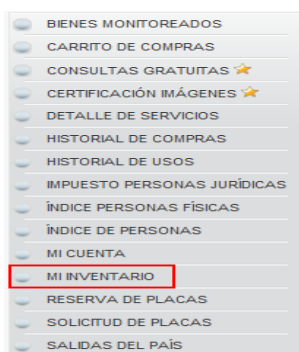 BIENES MONITOREADOS
CARRITO DE COMPRAS
CONSULTAS GRATUITAS
CERTIFICACIÓN IMÁGENES
DETALLE DE SERVICIOS
HISTORIAL DE COMPRAS
HISTORIAL DE USOS
IMPUESTO PERSONAS JURÍDICAS
ÍNDICE PERSONAS FÍSICAS
ÍNDICE DE PERSONAS
MI CUENTA
MI INVENTARIO
RESERVA DE PLACAS
SOLICITUD DE PLACAS
SALIDAS DEL PAÍS